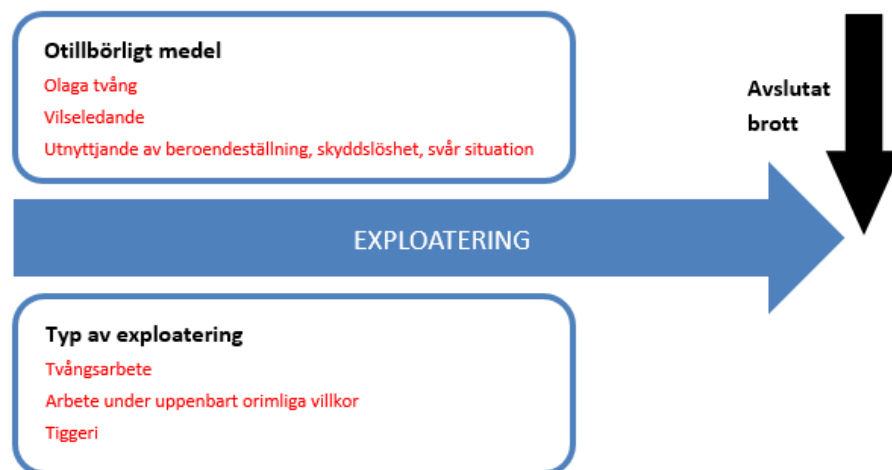 Otillbörligt medel
Olaga tvång
Vilseledande
Utnyttjande av beroendeställning, skyddslöshet, svår situation
Avslutat
brott
EXPLOATERING
Typ av exploatering
Tvångsarbete
Arbete under uppenbart orimliga villkor
Tiggeri